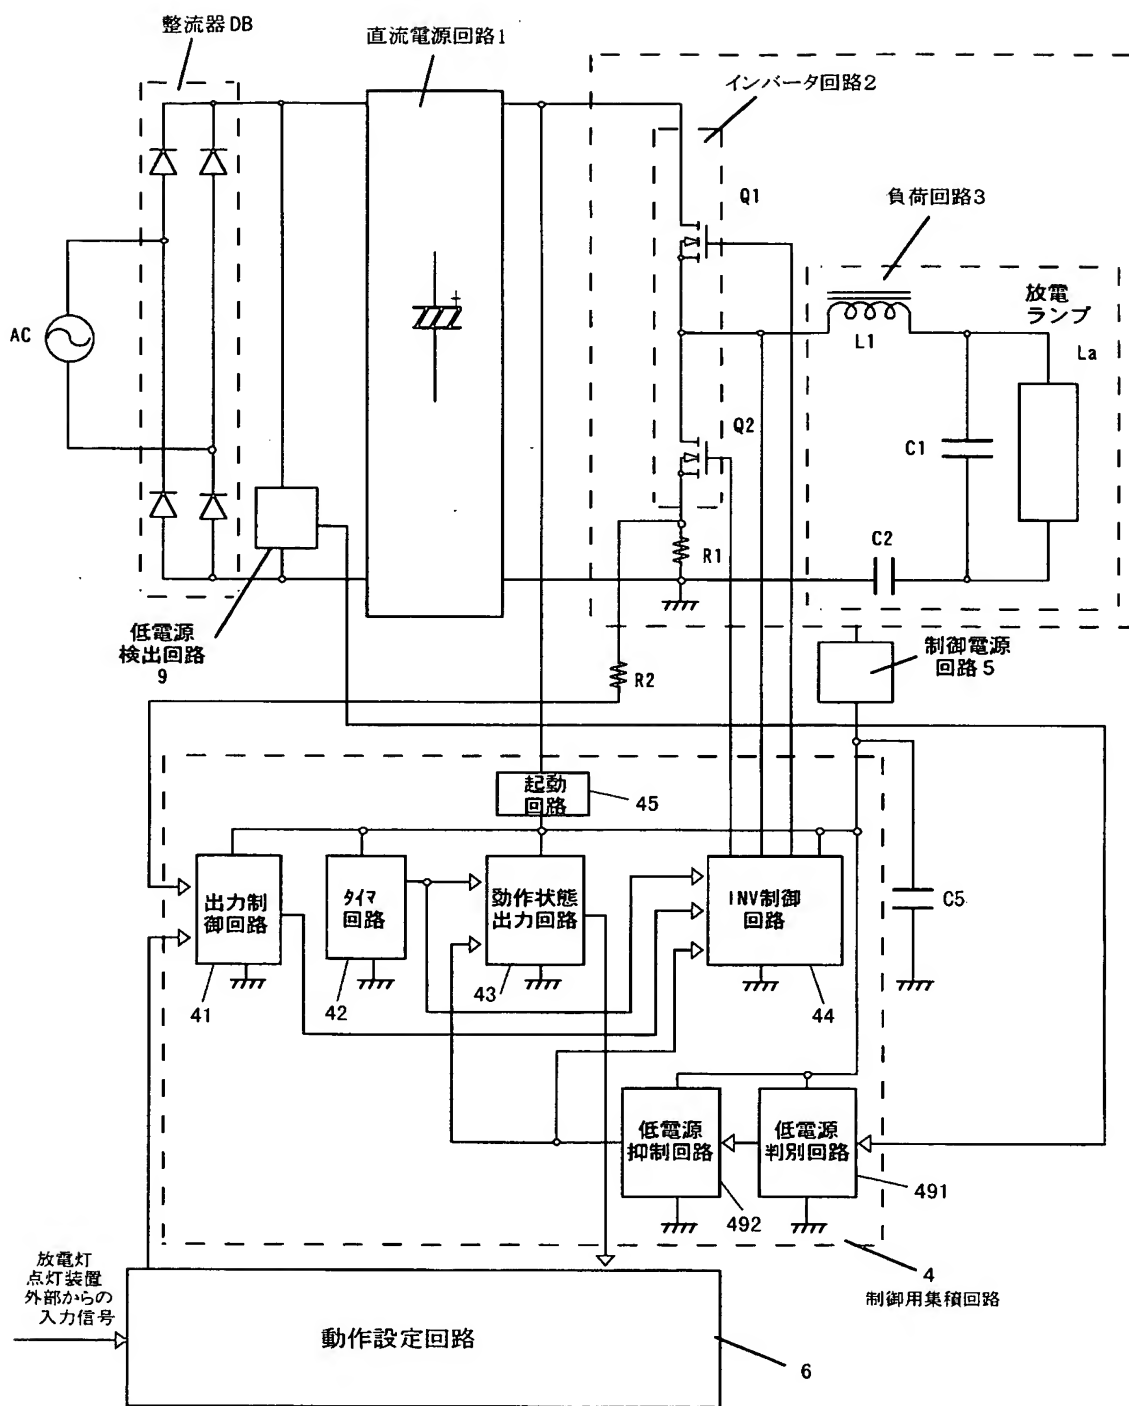 整流器DB
直流電源回路1
インバータ回路2
Q1
負荷回路3
放電
ランプ
La
L1
AC
Q2
C1
C2
R1
低電源
検出回路
9
R2
制御電源
回路5
起動
回路
45
出力制
御回路
41
タイマ
回路
42
動作状態
出力回路
43
INV制御
回路
44
C5
低電源
抑制回路
492
低電源
判別回路
491
放電灯
点灯装置
外部からの
入力信号
4
制御用集積回路
動作設定回路
6